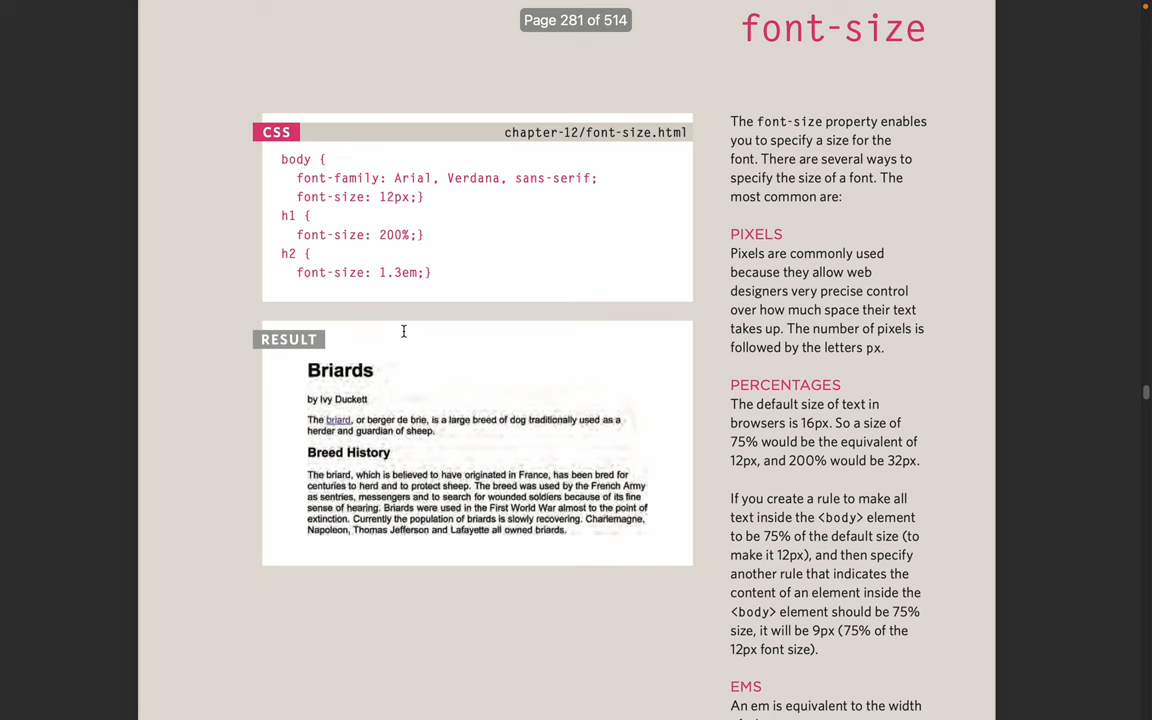 Page 281 of 514
font-size
CSS
chapter-12/font-size.html
body {
font-family: Arial, Verdana, sans-serif;
font-size: 12px;}
h1 {
font-size: 200%;}
h2 {
font-size: 1.3em;}
RESULT
Briards
by Ivy Duckett
The briard, or berger de brie, is a large breed of dog traditionally used as a
herder and guardian of sheep.
Breed History
The briard, which is believed to have originated in France, has been bred for
centuries to herd and to protect sheep. The breed was used by the French Army
as sentries, messengers and to search for wounded soldiers because of its fine
sense of hearing. Briards were used in the First World War almost to the point of
extinction. Currently the population of briards is slowly recovering. Charlemagne,
Napoleon, Thomas Jefferson and Lafayette all owned briards.
The font-size property enables
you to specify a size for the
font. There are several ways to
specify the size of a font. The
most common are:
PIXELS
Pixels are commonly used
because they allow web
designers very precise control
over how much space their text
takes up. The number of pixels is
followed by the letters px.
PERCENTAGES
The default size of text in
browsers is 16px. So a size of
75% would be the equivalent of
12px, and 200% would be 32px.
If you create a rule to make all
text inside the <body> element
to be 75% of the default size (to
make it 12px), and then specify
another rule that indicates the
content of an element inside the
<body> element should be 75%
size, it will be 9px (75% of the
12px font size).
EMS
An em is equivalent to the width